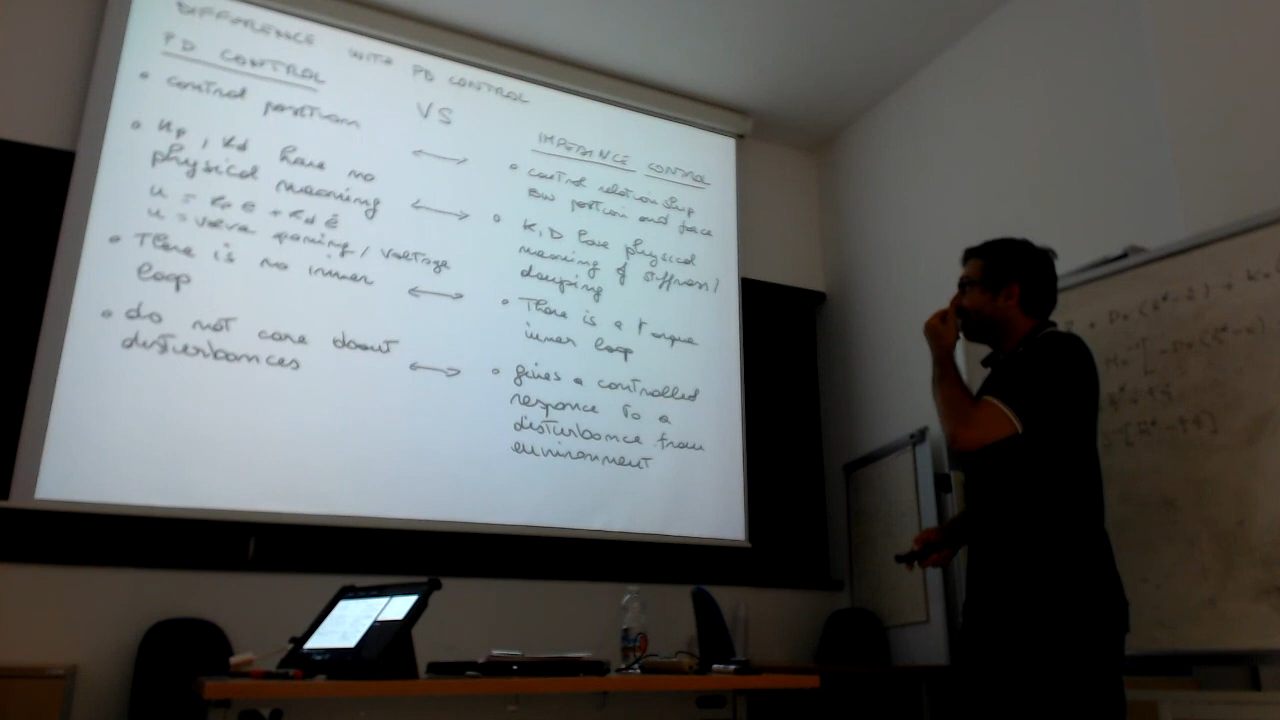 DIFFERENCE WITH PD CONTROL
PD CONTROL
VS
• control position
• Kp, Kd have no
physical meaning
u = Kp e + Kd ė
u = valve opening / voltage
• There is no inner
loop
• do not care about
disturbances
IMPEDANCE CONTROL
• control relationship
BW position and force
• K, D have physical
meaning of stiffness /
damping
• There is a torque
inner loop
• gives a controlled
response to a
disturbance from
environment